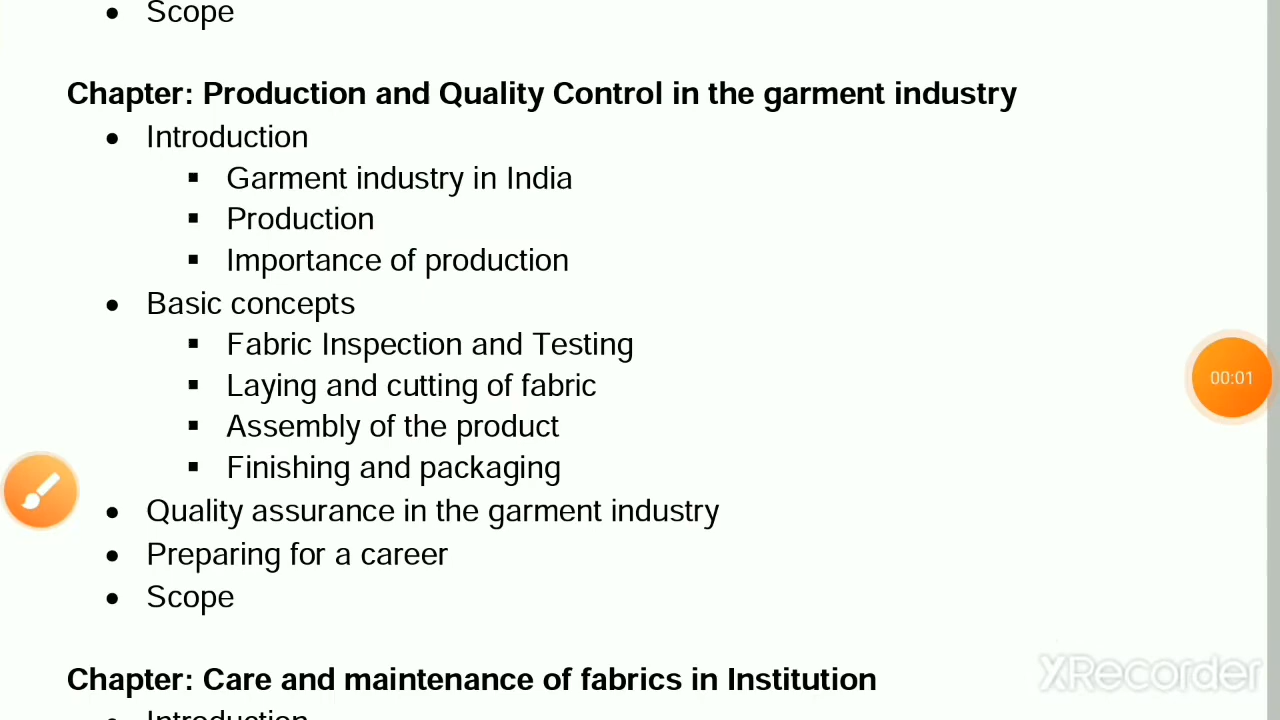 • Scope
Chapter: Production and Quality Control in the garment industry
• Introduction
▪ Garment industry in India
▪ Production
▪ Importance of production
• Basic concepts
▪ Fabric Inspection and Testing
▪ Laying and cutting of fabric
▪ Assembly of the product
▪ Finishing and packaging
• Quality assurance in the garment industry
• Preparing for a career
• Scope
Chapter: Care and maintenance of fabrics in Institution
• Introduction
00:01
XRecorder